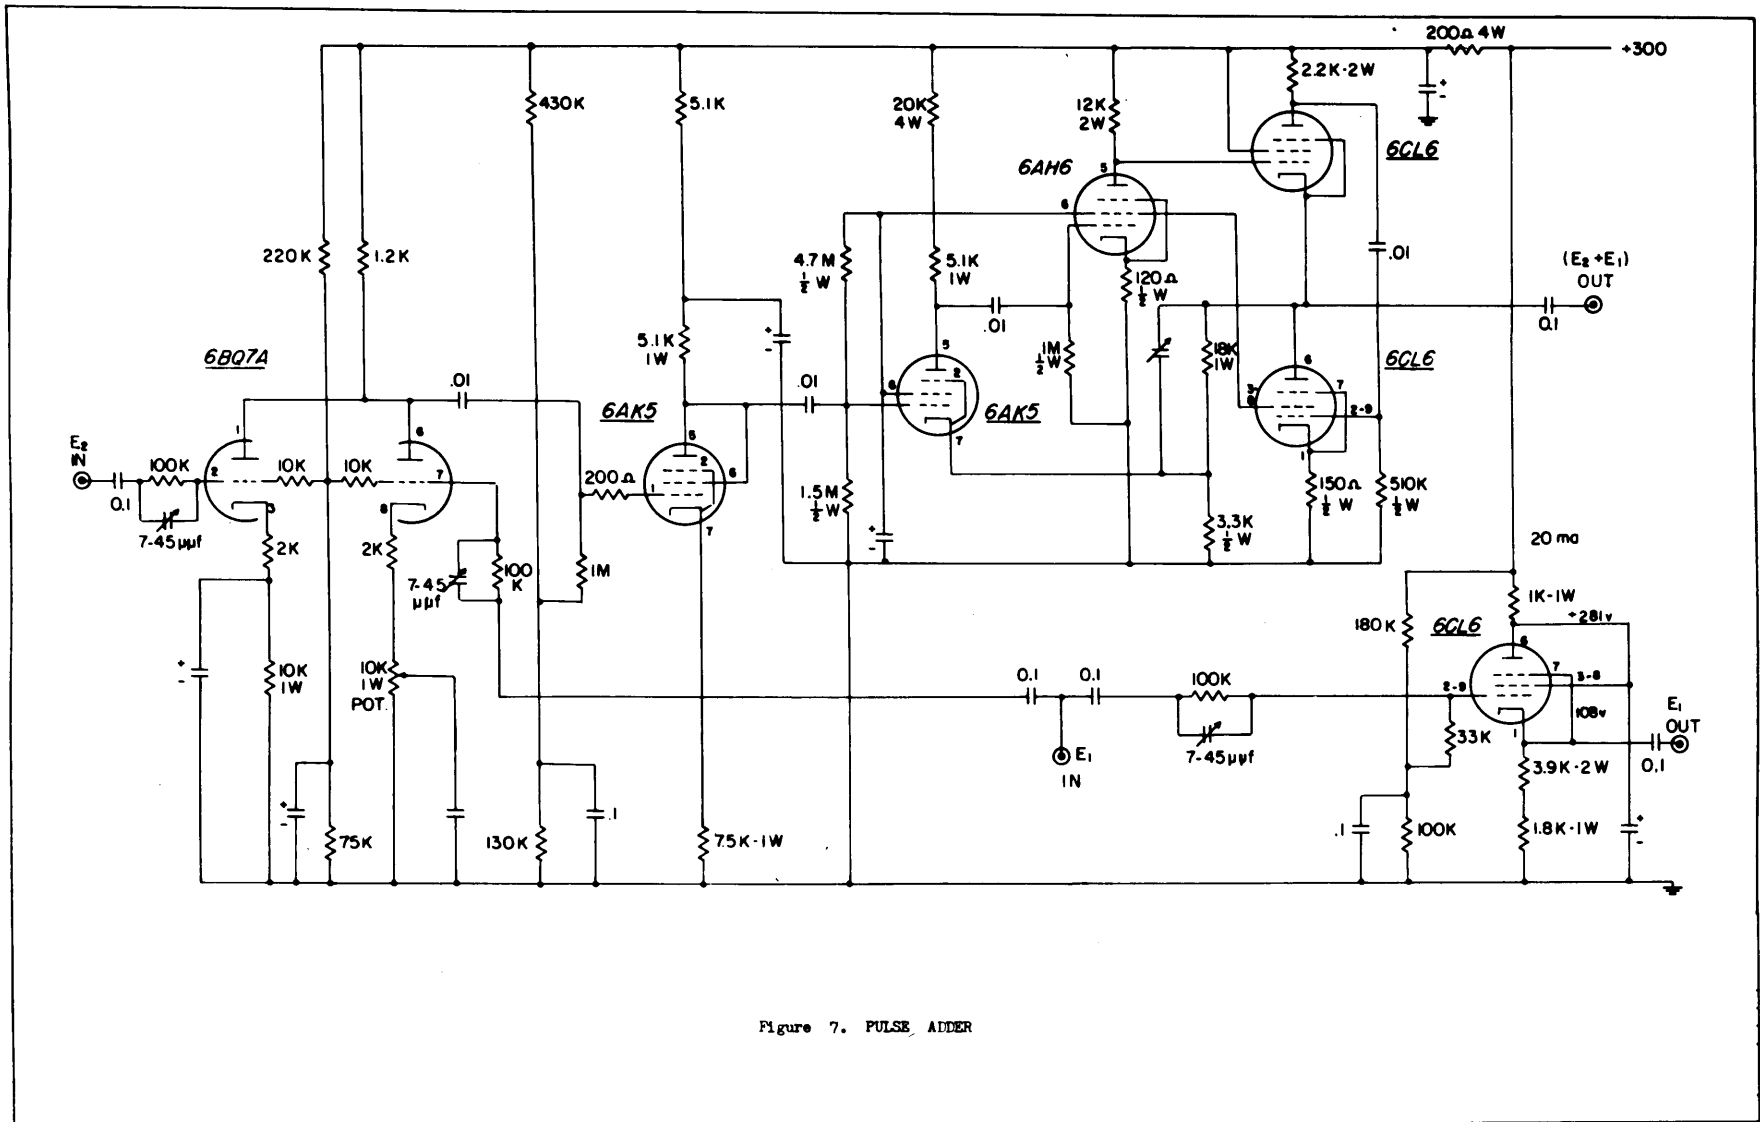 200Ω 4W
+300
2.2K-2W
+
-
430K
5.1K
20K
4W
12K
2W
6CL6
6AH6
5
6
220K
1.2K
4.7M
½ W
5.1K
1W
120Ω
½ W
.01
(E₂+E₁)
OUT
.01
0.1
5.1K
1W
+
-
1M
½W
18K
1W
6CL6
6BQ7A
.01
.01
6AK5
5
2
6
7
6AK5
6
7
2-9
1
E₂
IN
0.1
100K
7-45µµf
1
2
3
10K
10K
6
7
8
200Ω
5
2
1
6
7
1.5M
½ W
150Ω
½ W
510K
½ W
3.3K
½ W
+
-
2K
2K
7-45
µµf
100
K
1M
20 ma
1K-1W
+281v
180K
6CL6
+
-
10K
1W
10K
1W
POT.
0.1
0.1
100K
7-45µµf
E₁
IN
6
7
3-8
2-9
108v
1
33K
E₁
OUT
0.1
3.9K-2W
+
-
75K
130K
.1
7.5K-1W
.1
100K
1.8K-1W
+
-
Figure 7. PULSE ADDER